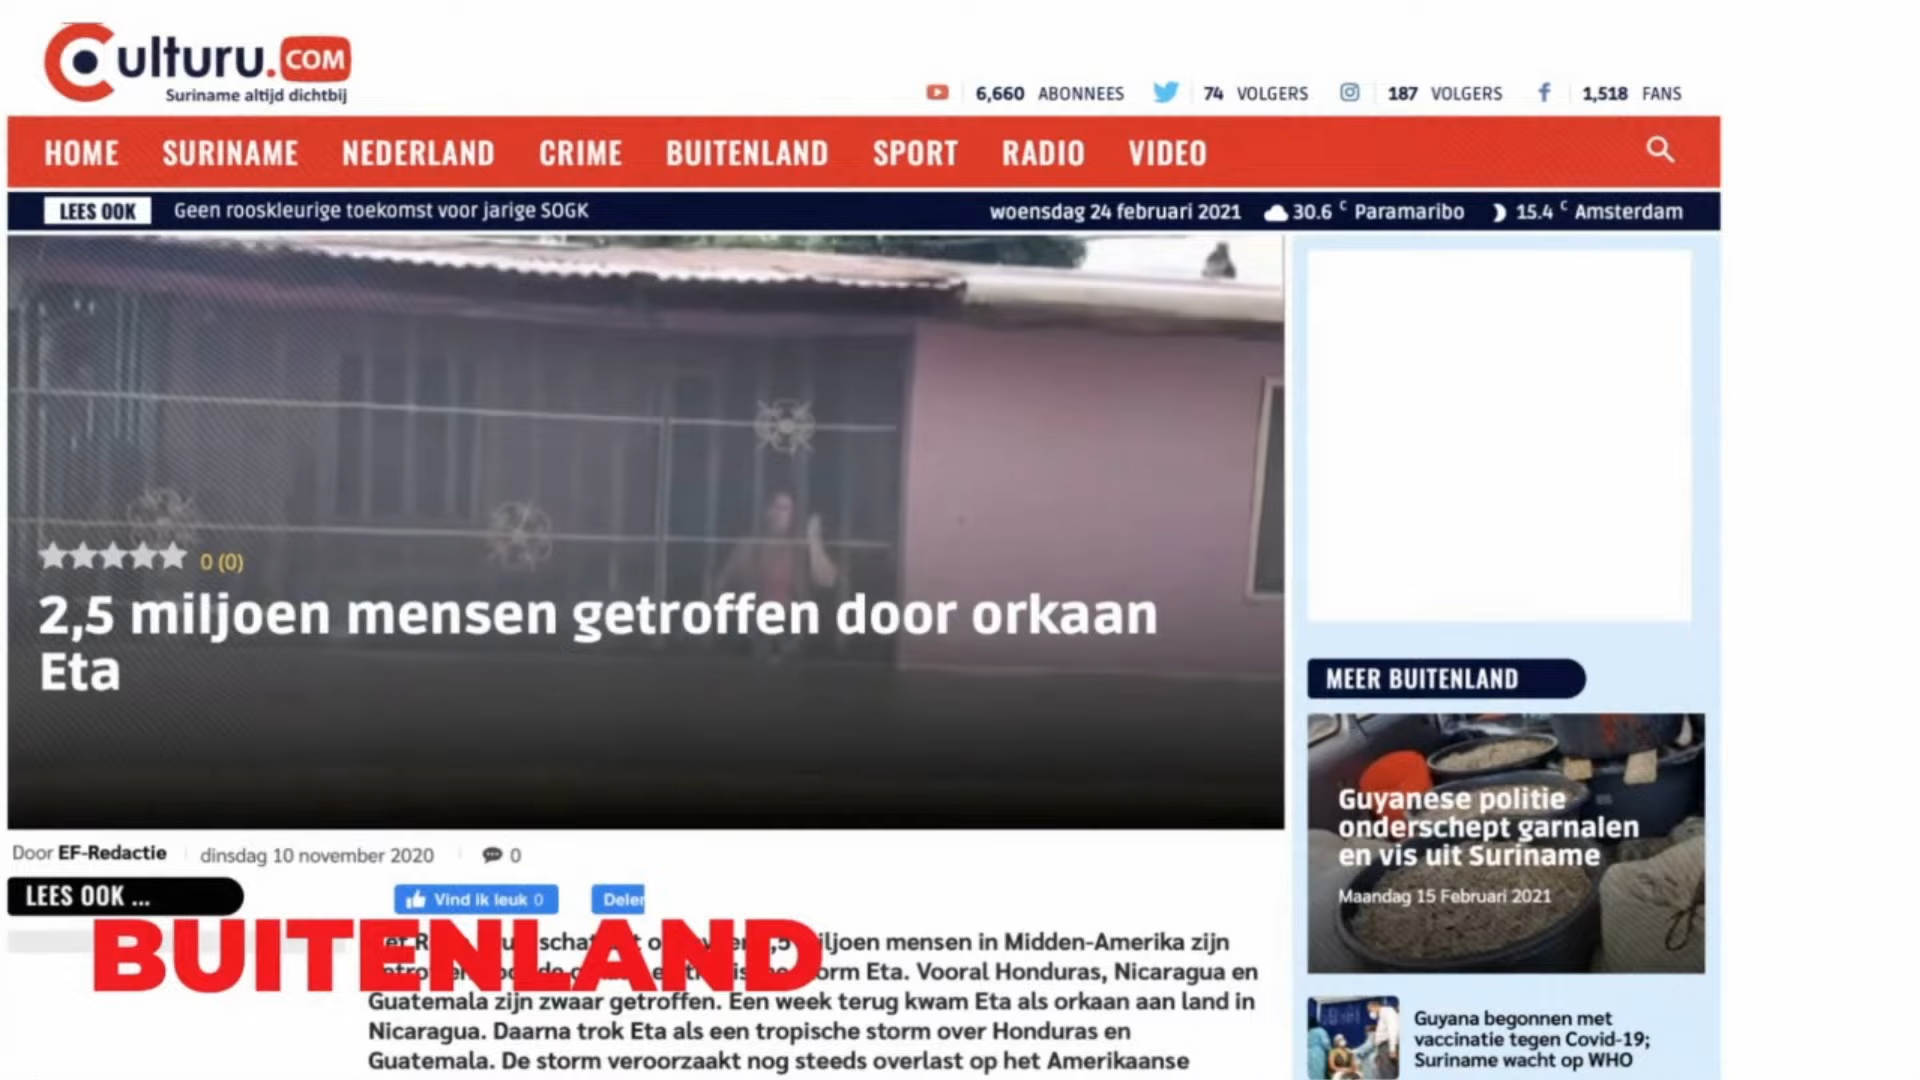 Culturu.COM
Suriname altijd dichtbij
6,660 ABONNEES 74 VOLGERS 187 VOLGERS 1,518 FANS
HOME SURINAME NEDERLAND CRIME BUITENLAND SPORT RADIO VIDEO
LEES OOK Geen rooskleurige toekomst voor jarige SOGK woensdag 24 februari 2021 30.6 C Paramaribo 15.4 C Amsterdam
0 (0)
2,5 miljoen mensen getroffen door orkaan
Eta
Door EF-Redactie dinsdag 10 november 2020 0
LEES OOK ...
Vind ik leuk 0
BUITENLAND
mensen in Midden-Amerika zijn
Eta. Vooral Honduras, Nicaragua en
Guatemala zijn zwaar getroffen. Een week terug kwam Eta als orkaan aan land in
Nicaragua. Daarna trok Eta als een tropische storm over Honduras en
Guatemala. De storm veroorzaakt nog steeds overlast op het Amerikaanse
MEER BUITENLAND
Guyanese politie
onderschept garnalen
en vis uit Suriname
Maandag 15 Februari 2021
Guyana begonnen met
vaccinatie tegen Covid-19;
Suriname wacht op WHO